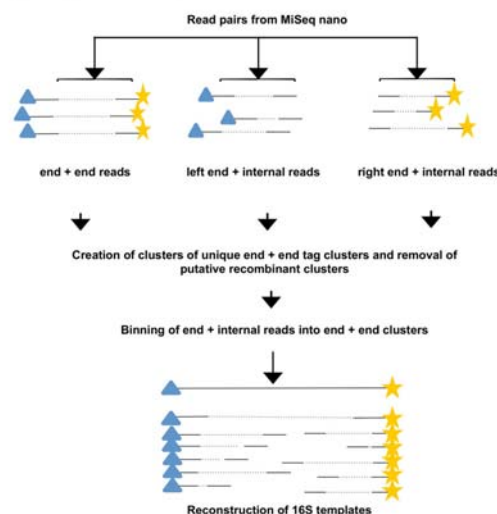 Read pairs from MiSeq nano
end + end reads
left end + internal reads
right end + internal reads
Creation of clusters of unique end + end tag clusters and removal of
putative recombinant clusters
Binning of end + internal reads into end + end clusters
Reconstruction of 16S templates